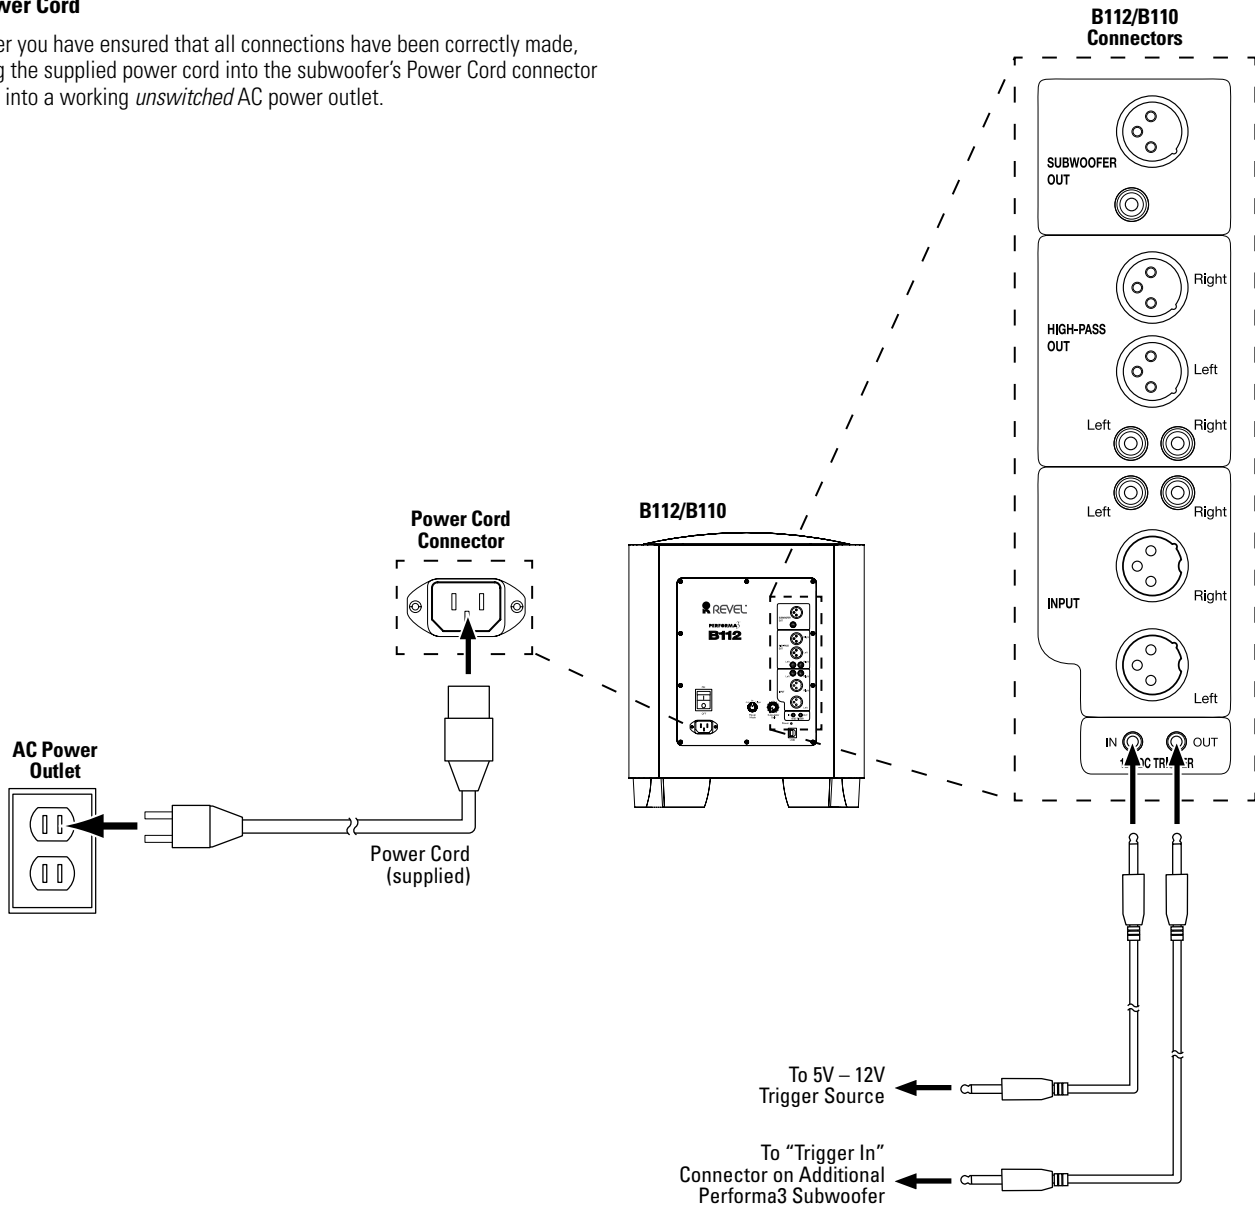 wer Cord
er you have ensured that all connections have been correctly made,
g the supplied power cord into the subwoofer's Power Cord connector
into a working unswitched AC power outlet.
B112/B110
Connectors
SUBWOOFER
OUT
Right
HIGH-PASS
OUT
Left
Left
Right
Left
Right
INPUT
Right
Left
IN
OUT
DC TR
B112/B110
REVEL
PERFORMA3
B112
Power Cord
Connector
AC Power
Outlet
Power Cord
(supplied)
To 5V – 12V
Trigger Source
To “Trigger In”
Connector on Additional
Performa3 Subwoofer